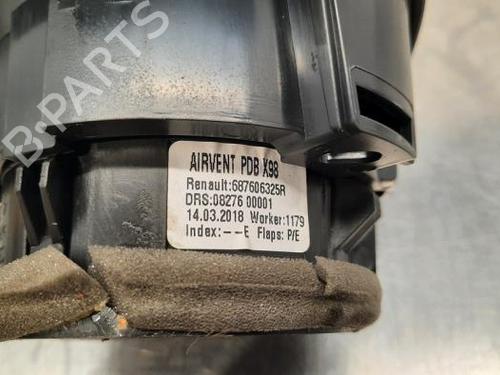 B-PARTS
AIRVENT PDB X98
Renault:687606325R
DRS:08276 00001
14.03.2018 Worker:1179
Index:--E Flaps: P/E